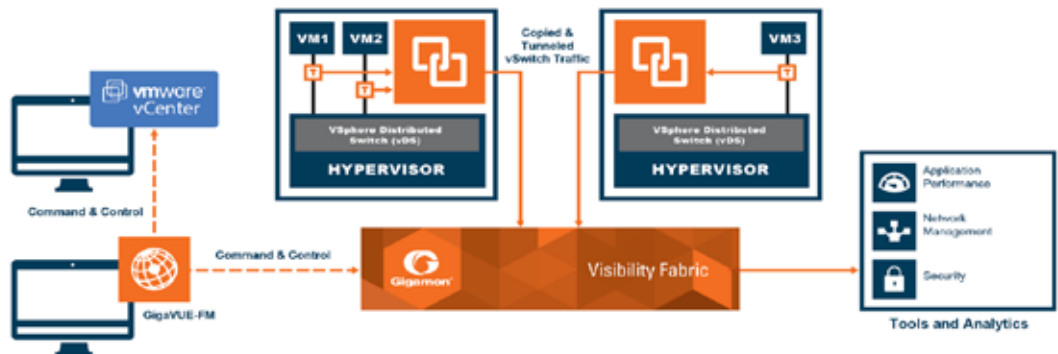 VM1
VM2
VSphere Distributed
Switch (vDS)
HYPERVISOR
Copied &
Tunneled
vSwitch Traffic
VM3
VSphere Distributed
Switch (vDS)
HYPERVISOR
vmware
vCenter
Command & Control
GigaVUE-FM
Command & Control
Gigamon
Visibility Fabric
Application
Performance
Network
Management
Security
Tools and Analytics
T
T
T
G